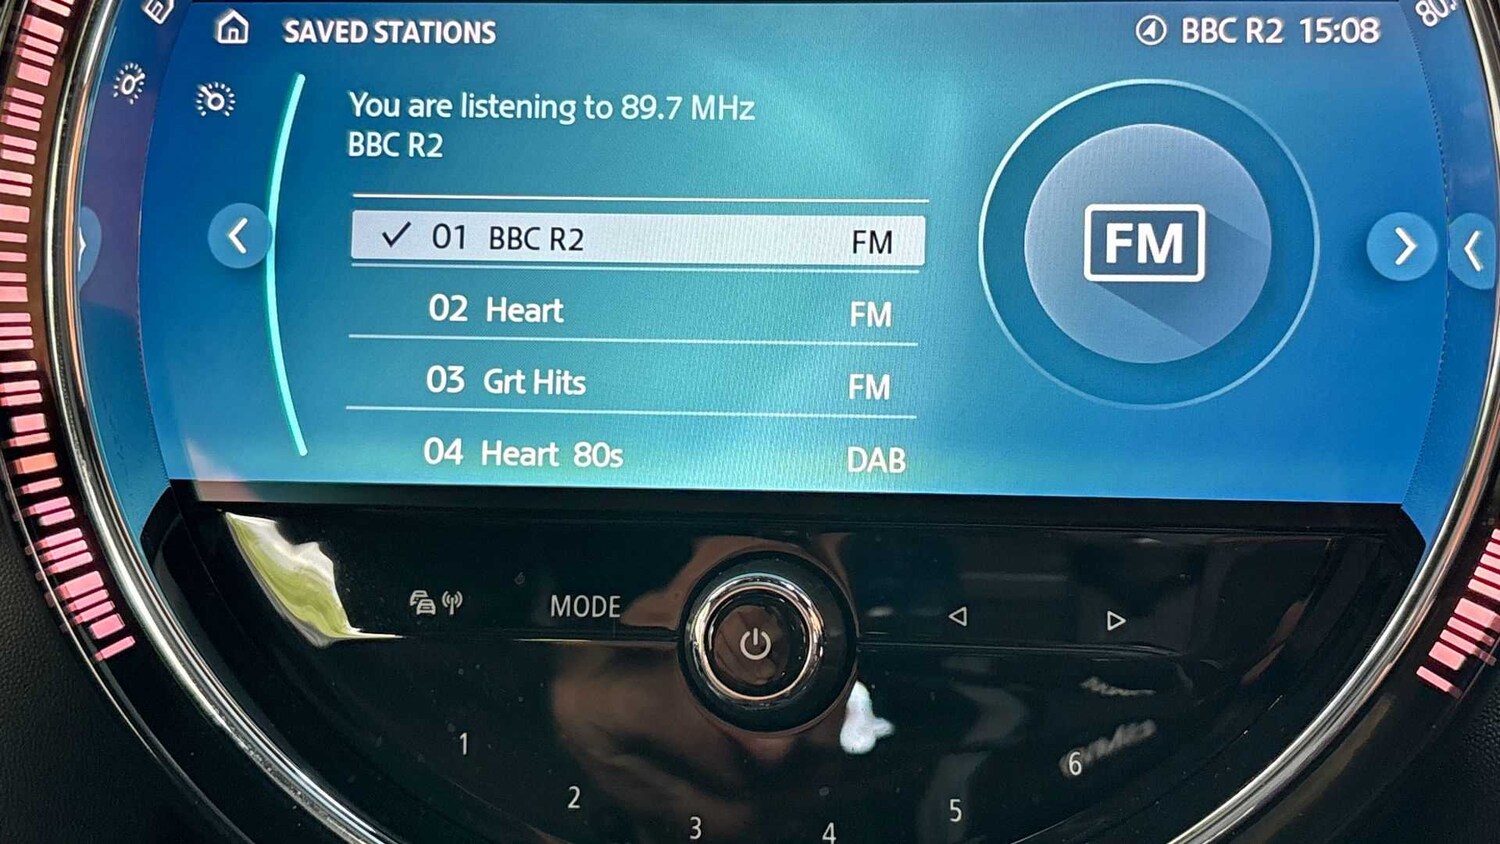 SAVED STATIONS
BBC R2 15:08
You are listening to 89.7 MHz
BBC R2
01 BBC R2 FM
02 Heart FM
03 Grt Hits FM
04 Heart 80s DAB
FM
MODE
1
2
3
4
5
6